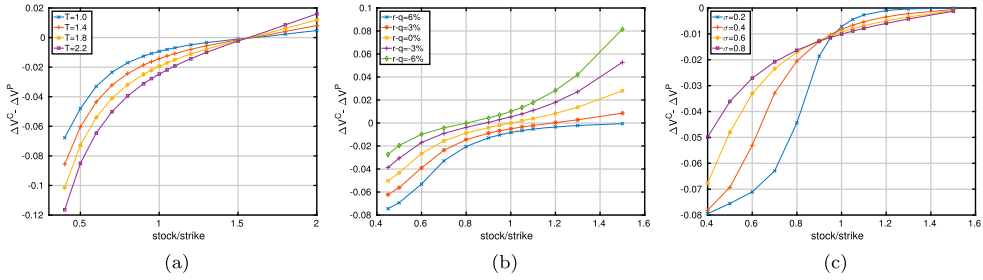 0.02
0
-0.02
-0.04
-0.06
-0.08
-0.1
-0.12
0.5
1
1.5
2
T=1.0
T=1.4
T=1.8
T=2.2
ΔV^C - ΔV^P
stock/strike
(a)
0.1
0.08
0.06
0.04
0.02
0
-0.02
-0.04
-0.06
-0.08
0.4
0.6
0.8
1
1.2
1.4
1.6
r-q=6%
r-q=3%
r-q=0%
r-q=-3%
r-q=-6%
ΔV^C - ΔV^P
stock/strike
(b)
0
-0.01
-0.02
-0.03
-0.04
-0.05
-0.06
-0.07
-0.08
0.4
0.6
0.8
1
1.2
1.4
1.6
σ=0.2
σ=0.4
σ=0.6
σ=0.8
ΔV^C - ΔV^P
stock/strike
(c)